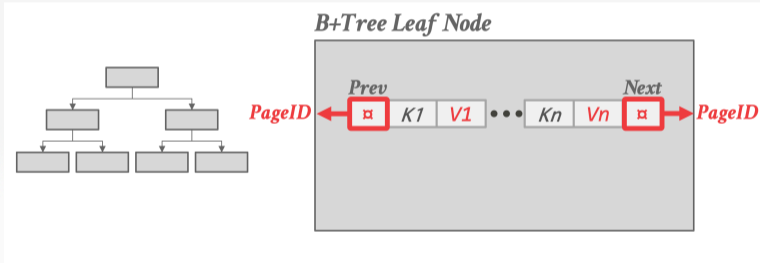 B+Tree Leaf Node
Prev Next
PageID ¤ K1 V1 ••• Kn Vn ¤ PageID